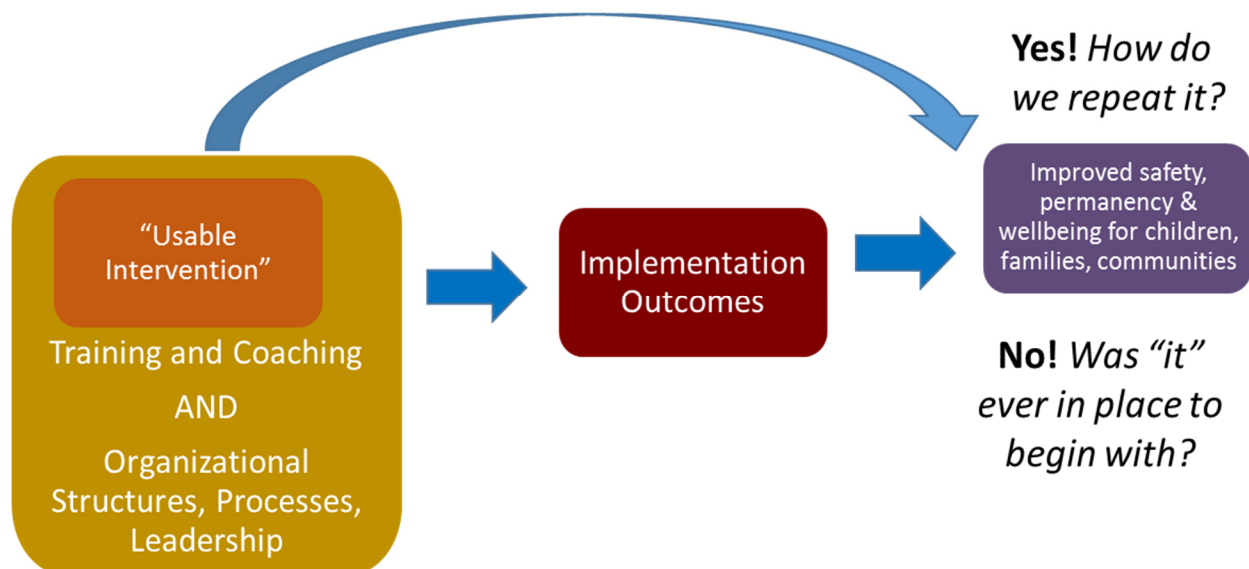 Yes! How do
we repeat it?
“Usable
Intervention”
Training and Coaching
AND
Organizational
Structures, Processes,
Leadership
Implementation
Outcomes
Improved safety,
permanency &
wellbeing for children,
families, communities
No! Was “it”
ever in place to
begin with?